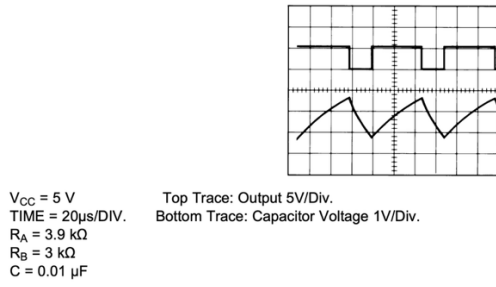 V_CC = 5 V
TIME = 20µs/DIV.
R_A = 3.9 kΩ
R_B = 3 kΩ
C = 0.01 µF
Top Trace: Output 5V/Div.
Bottom Trace: Capacitor Voltage 1V/Div.